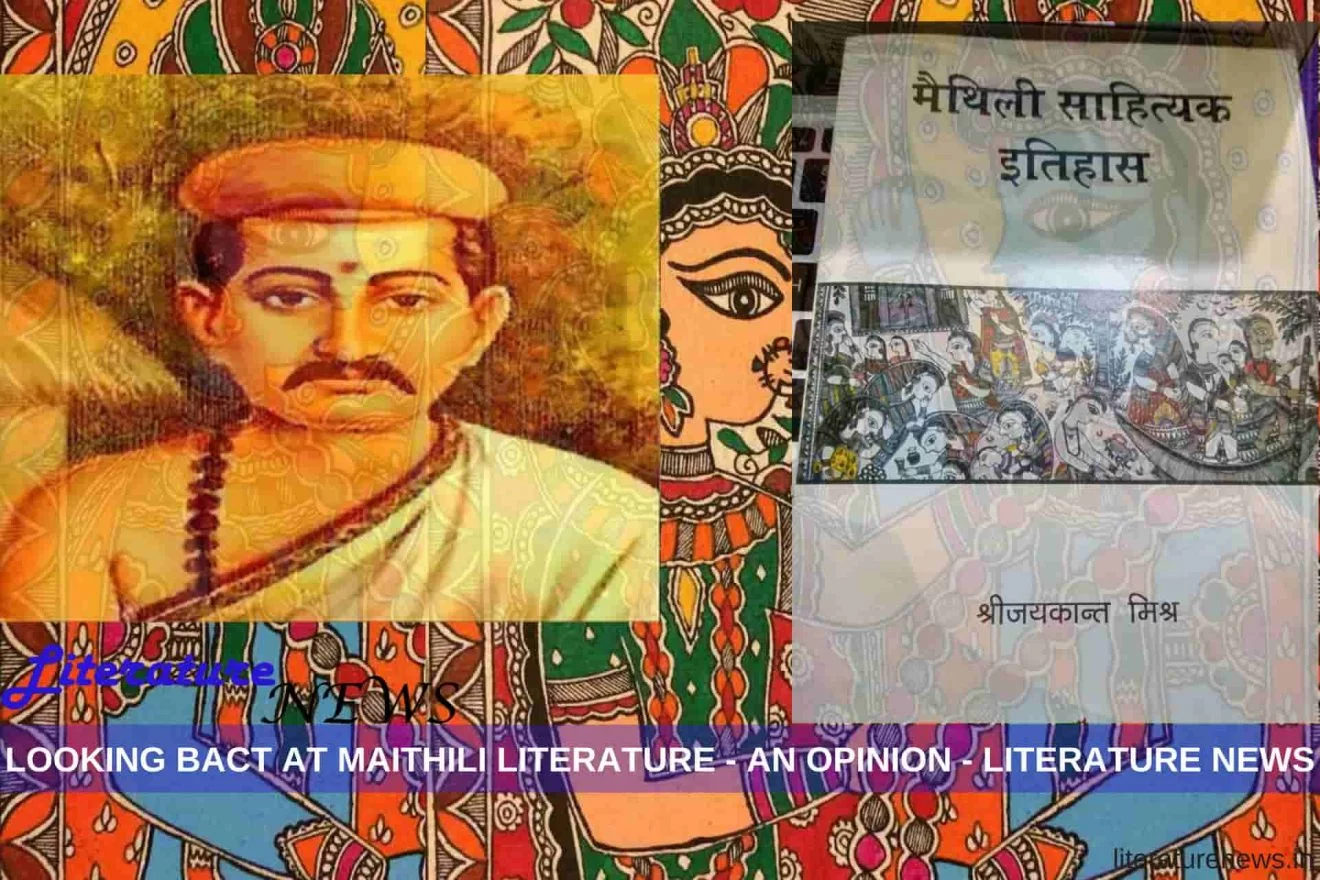 मैथिली साहित्यक
इतिहास
श्रीजयकान्त मिश्र
Literature
NEWS
LOOKING BACT AT MAITHILI LITERATURE - AN OPINION - LITERATURE NEWS
literaturenews.in